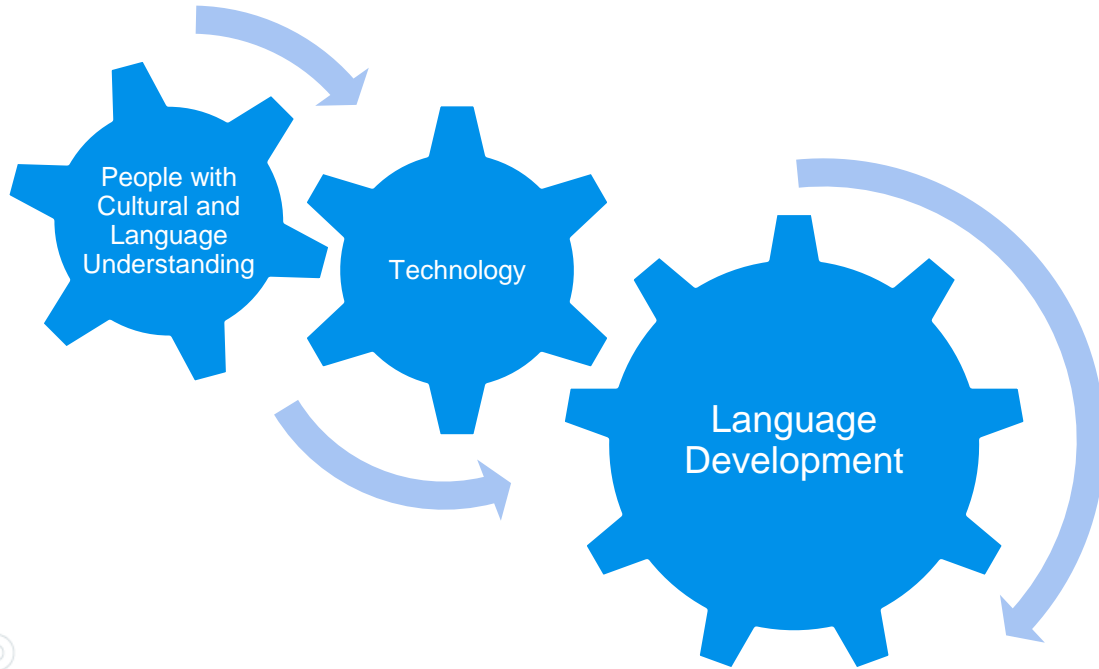 People with
Cultural and
Language
Understanding
Technology
Language
Development